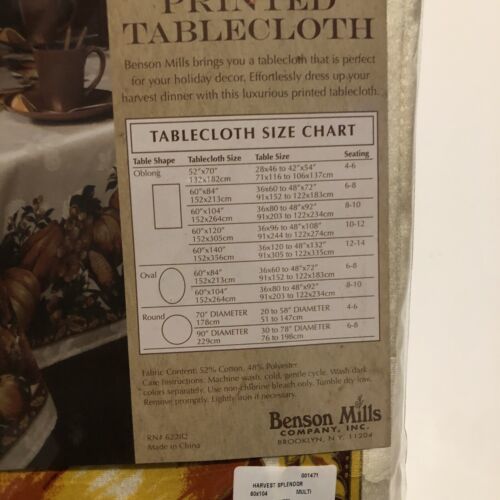 PRINTED
TABLECLOTH
Benson Mills brings you a tablecloth that is perfect
for your holiday decor, Effortlessly dress up your
harvest dinner with this luxurious printed tablecloth.
TABLECLOTH SIZE CHART
Table Shape Tablecloth Size Table Size Seating
Oblong 52"x70" 28x46 to 42"x54" 4-6
132x182cm 71x116 to 106x137cm
60"x84" 36x60 to 48"x72" 6-8
152x213cm 91x152 to 122x183cm
60"x104" 36x80 to 48"x92" 8-10
152x264cm 91x203 to 122x234cm
60"x120" 36x96 to 48"x108" 10-12
152x305cm 91x244 to 122x274cm
60"x140" 36x120 to 48"x132" 12-14
152x356cm 91x305 to 122x335cm
Oval 60"x84" 36x60 to 48"x72" 6-8
152x213cm 91x152 to 122x183cm
60"x104" 36x80 to 48"x92" 8-10
152x264cm 91x203 to 122x234cm
Round 70" DIAMETER 20 to 58" DIAMETER 4-6
178cm 51 to 147cm
90" DIAMETER 30 to 78" DIAMETER 6-8
229cm 76 to 198cm
Fabric Content: 52% Cotton, 48% Polyester
Care Instructions: Machine wash, cold, gentle cycle. Wash dark
colors separately. Use non-chlorine bleach only. Tumble dry low.
Remove promptly. Lightly iron if necessary.
RN# 62282
Made in China
Benson Mills
COMPANY, INC.
BROOKLYN, N.Y. 11204
001471
HARVEST SPLENDOR
60x104 MULTI